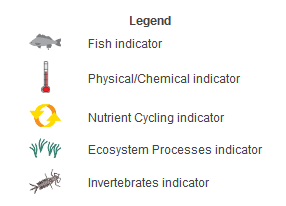 Legend
Fish indicator
Physical/Chemical indicator
Nutrient Cycling indicator
Ecosystem Processes indicator
Invertebrates indicator